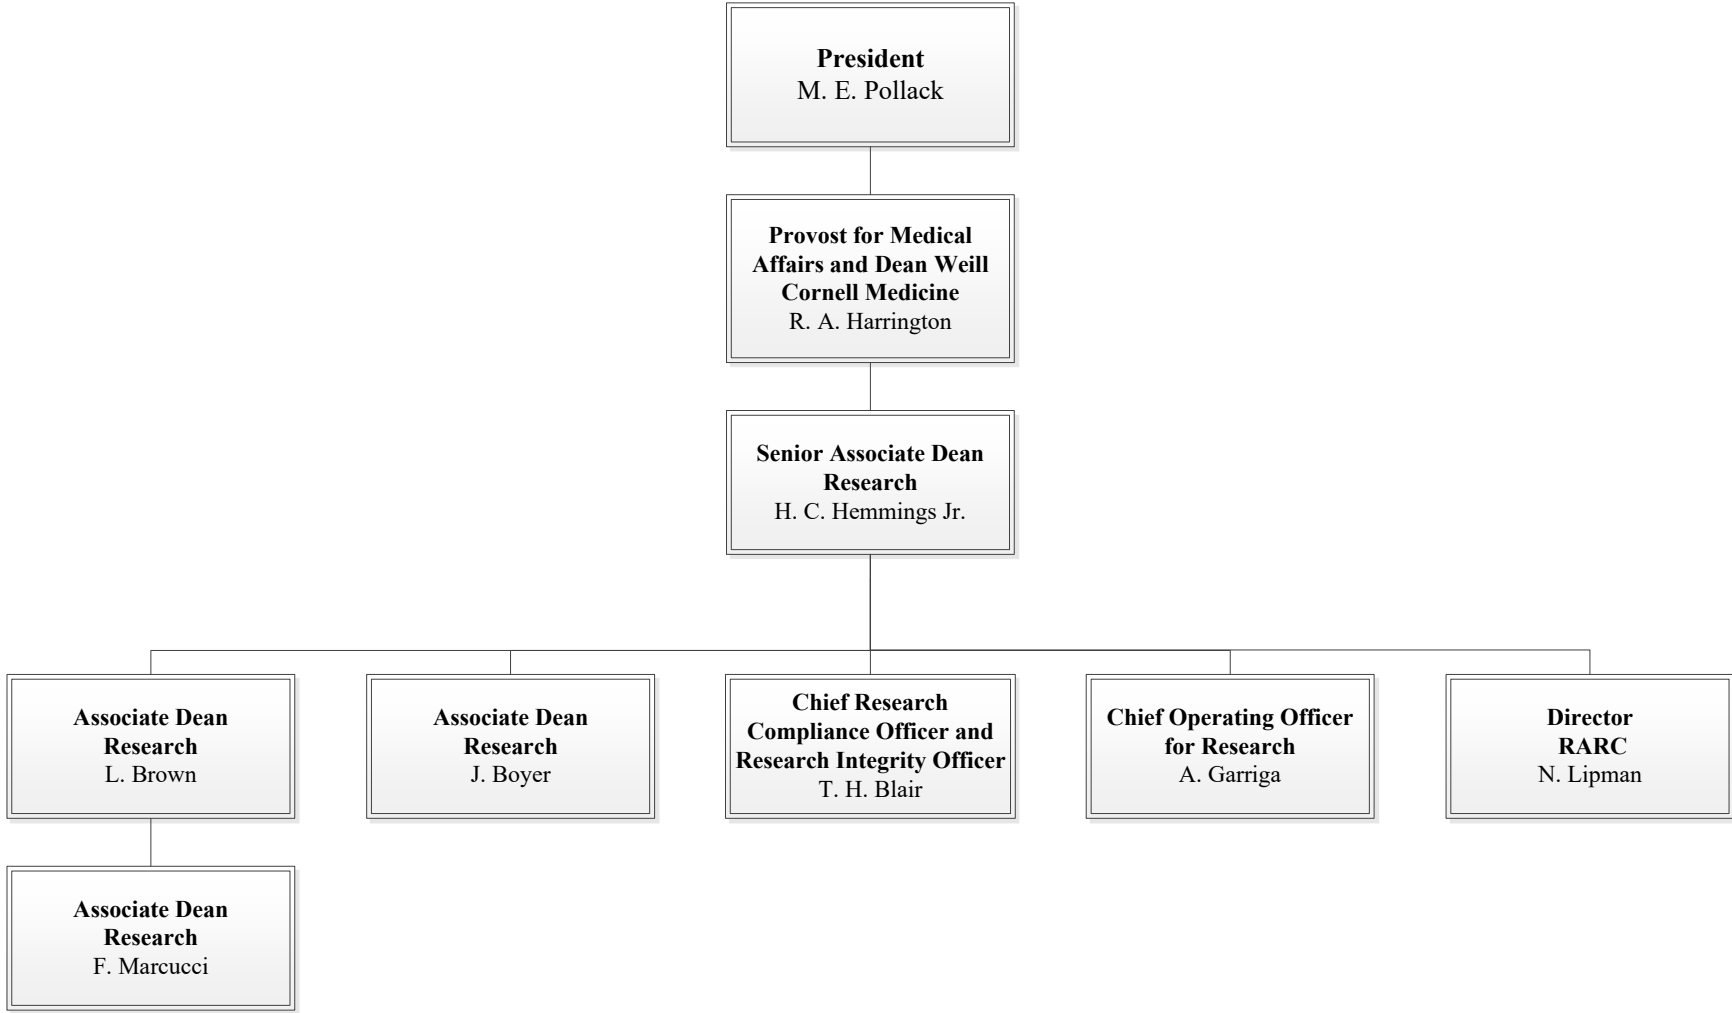 President
M. E. Pollack
Provost for Medical
Affairs and Dean Weill
Cornell Medicine
R. A. Harrington
Senior Associate Dean
Research
H. C. Hemmings Jr.
Associate Dean
Research
L. Brown
Associate Dean
Research
J. Boyer
Chief Research
Compliance Officer and
Research Integrity Officer
T. H. Blair
Chief Operating Officer
for Research
A. Garriga
Director
RARC
N. Lipman
Associate Dean
Research
F. Marcucci